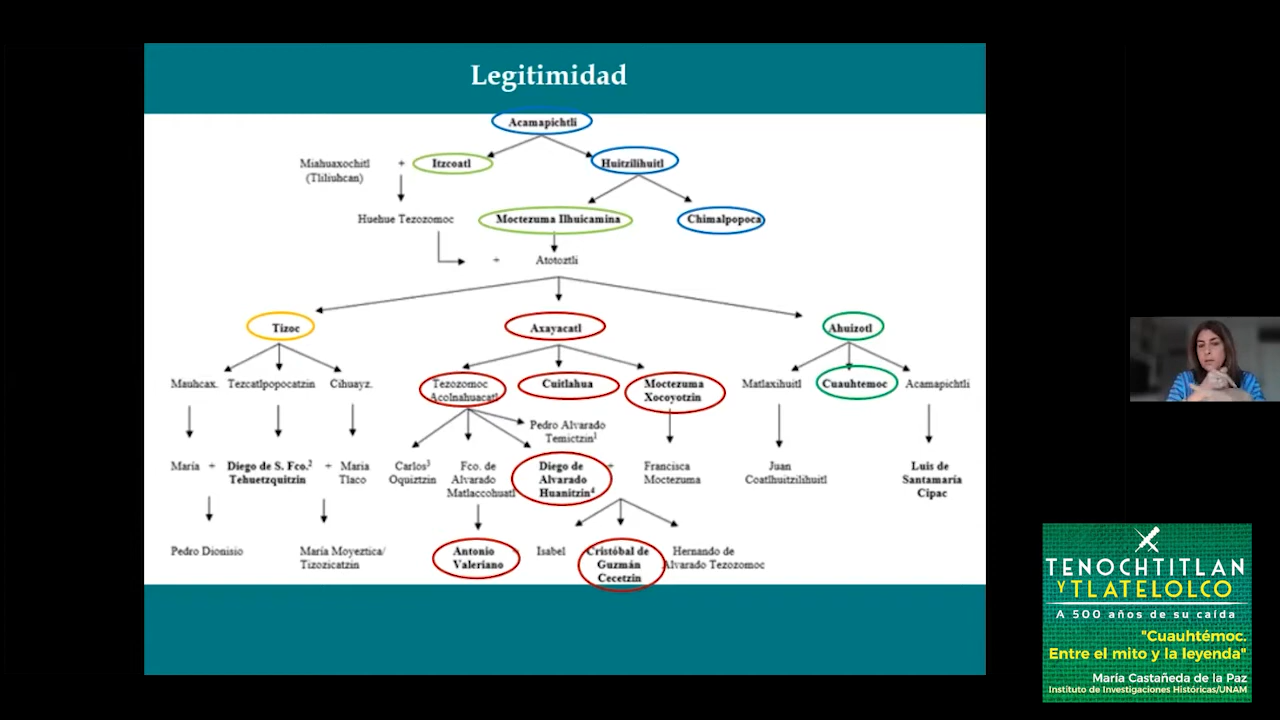 Legitimidad
Acamapichtli
Miahuaxochitl + Itzcoatl Huitzilihuitl
(Tliliuhcan)
Huehue Tezozomoc Moctezuma Ilhuicamina Chimalpopoca
+ Atotoztli
Tizoc Axayacatl Ahuizotl
Mauhcax. Tezcatlpopocatzin Cihuayz. Tezozomoc Cuitlahua Moctezuma Matlaxihuitl Cuauhtemoc Acamapichtli
Acolnahuacatl Xocoyotzin
Pedro Alvarado
Temictzin1
María + Diego de S. Fco.2 + Maria Carlos3 Fco. de Diego de + Francisca Juan Luis de
Tehuetzquitzin Tlaco Oquiztzin Alvarado Alvarado Moctezuma Coatlhuitzilihuitl Santamaría
Matlaccohuatl Huanitzin4 Cipac
Pedro Dionisio María Moyeztica/ Antonio Isabel Cristóbal de Hernando de
Tizozicatzin Valeriano Guzmán Alvarado Tezozomoc
Cecetzin
TENOCHTITLAN
Y TLATELOLCO
A 500 años de su caída
"Cuauhtémoc.
Entre el mito y la leyenda"
María Castañeda de la Paz
Instituto de Investigaciones Históricas/UNAM